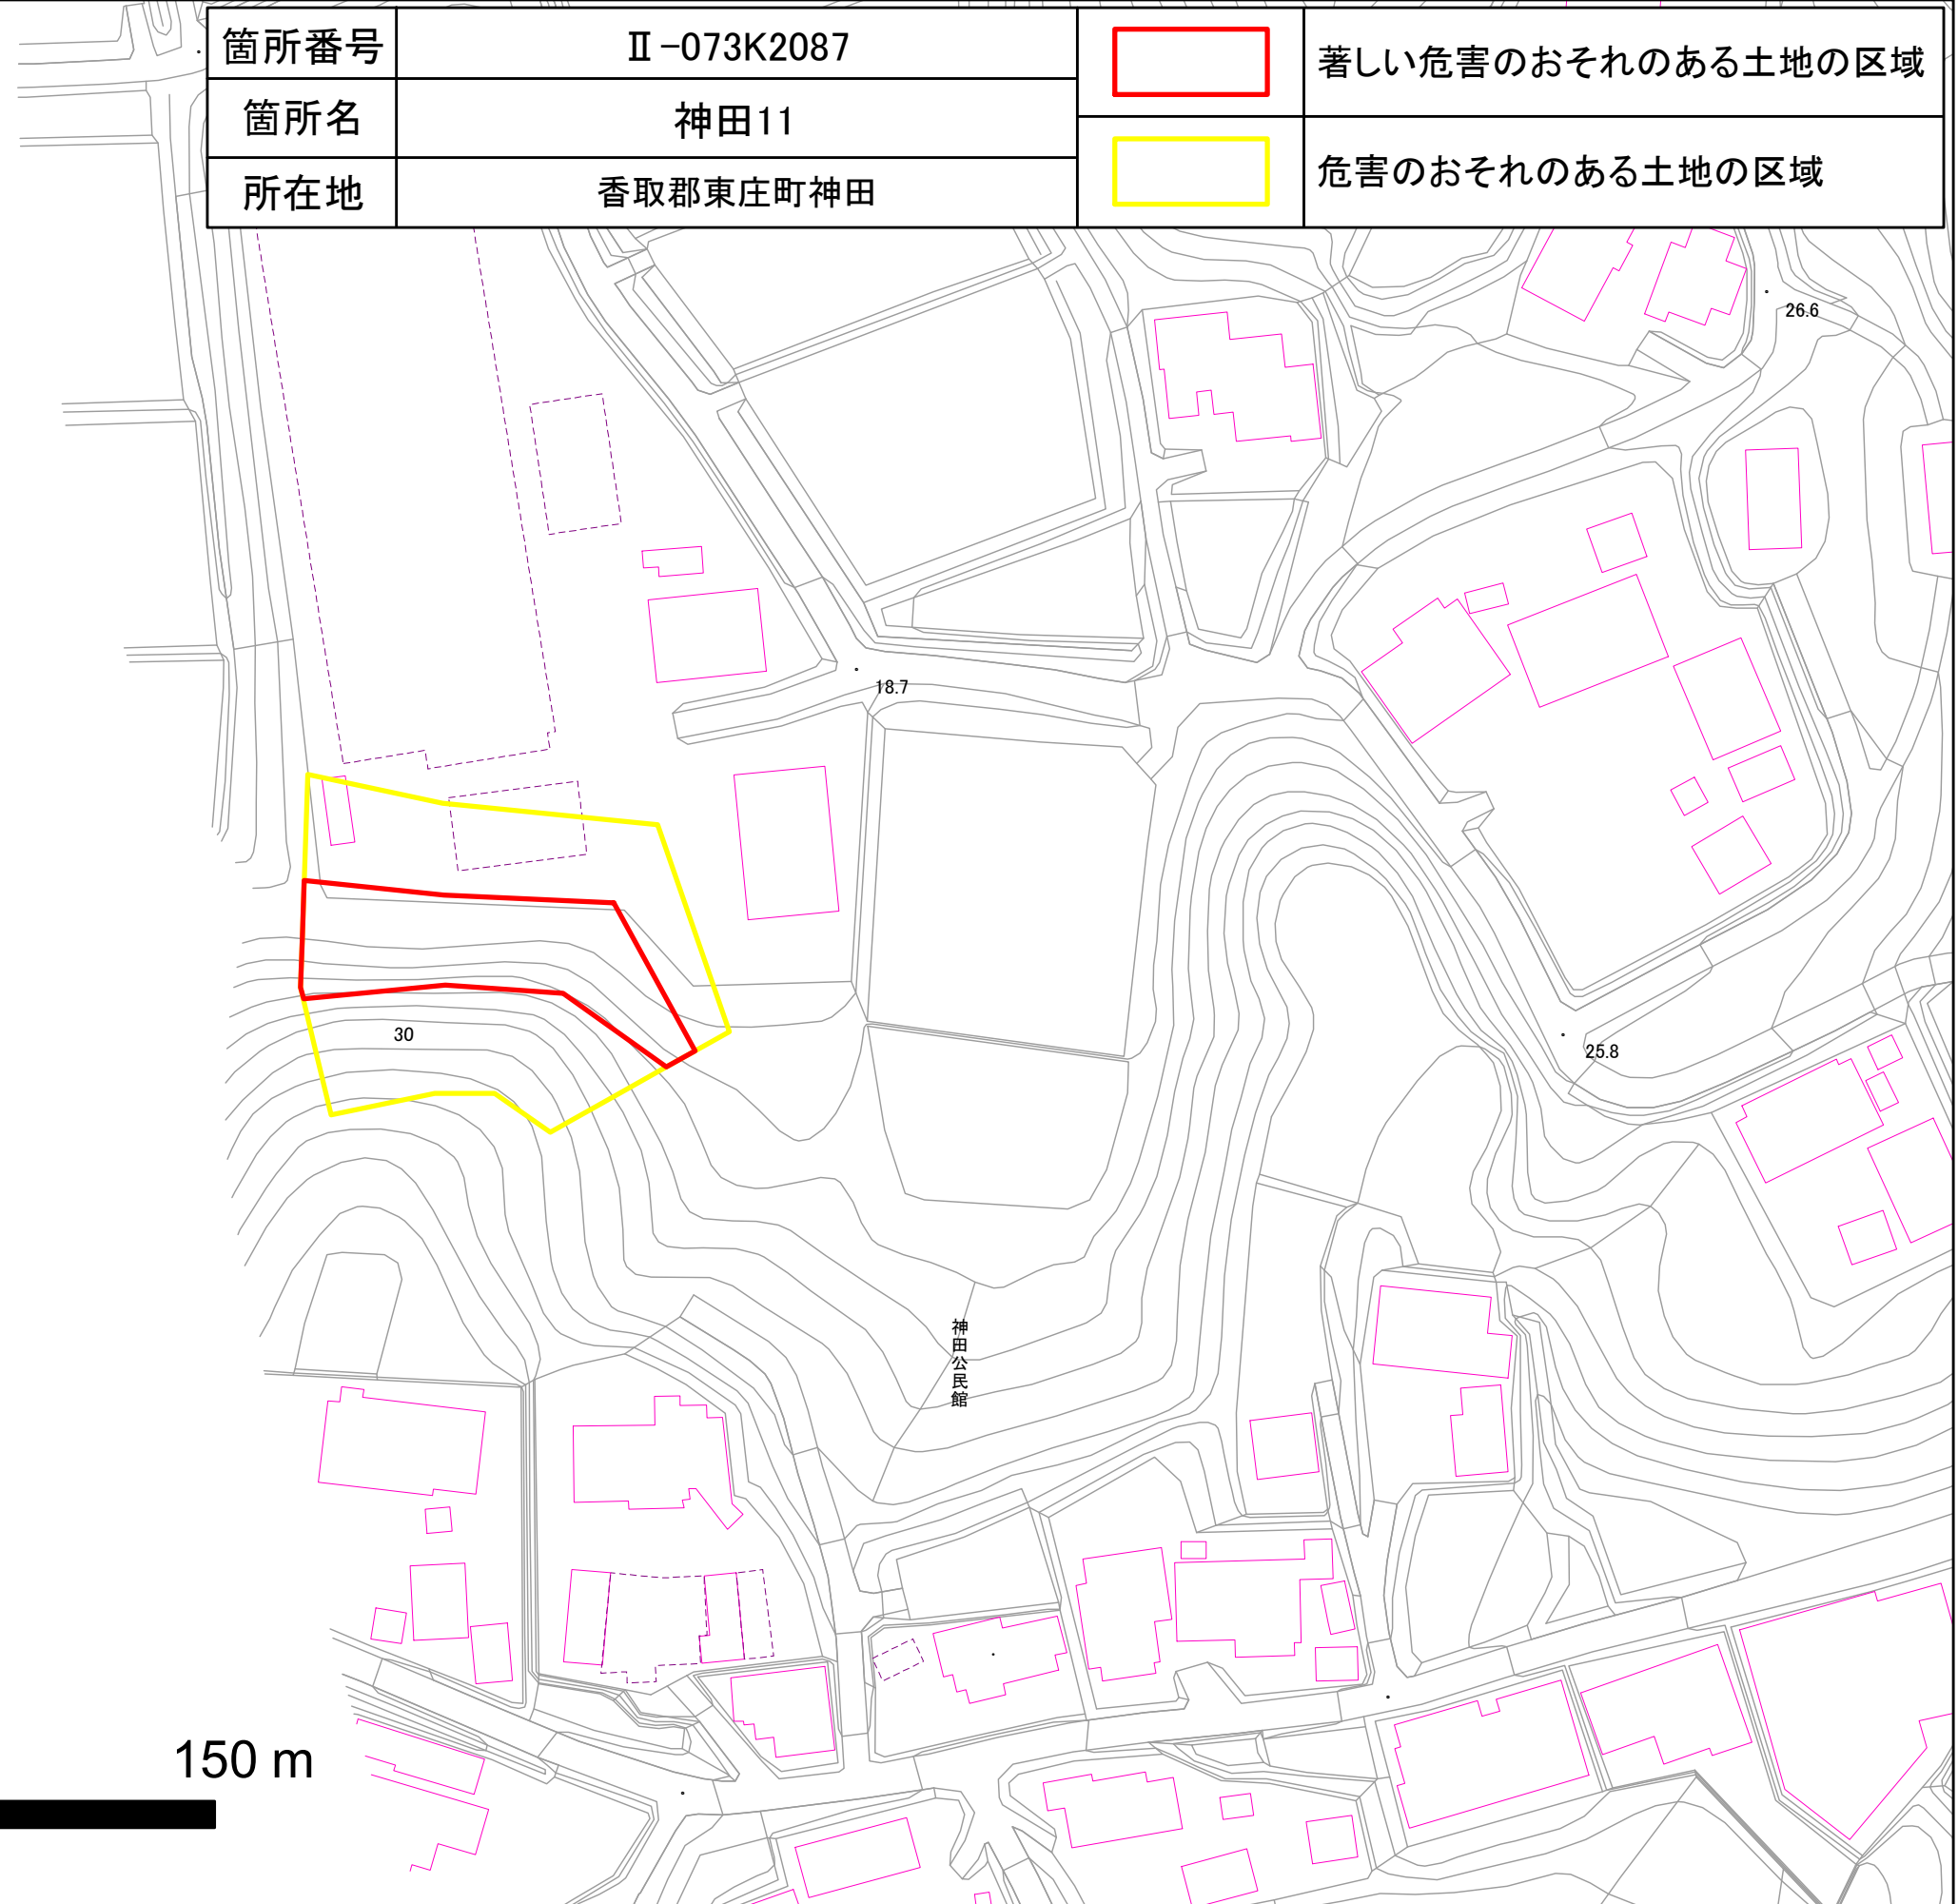 箇所番号
Ⅱ-073K2087
著しい危害のおそれのある土地の区域
箇所名
神田11
危害のおそれのある土地の区域
所在地
香取郡東庄町神田
26.6
18.7
30
25.8
神田公民館
150 m